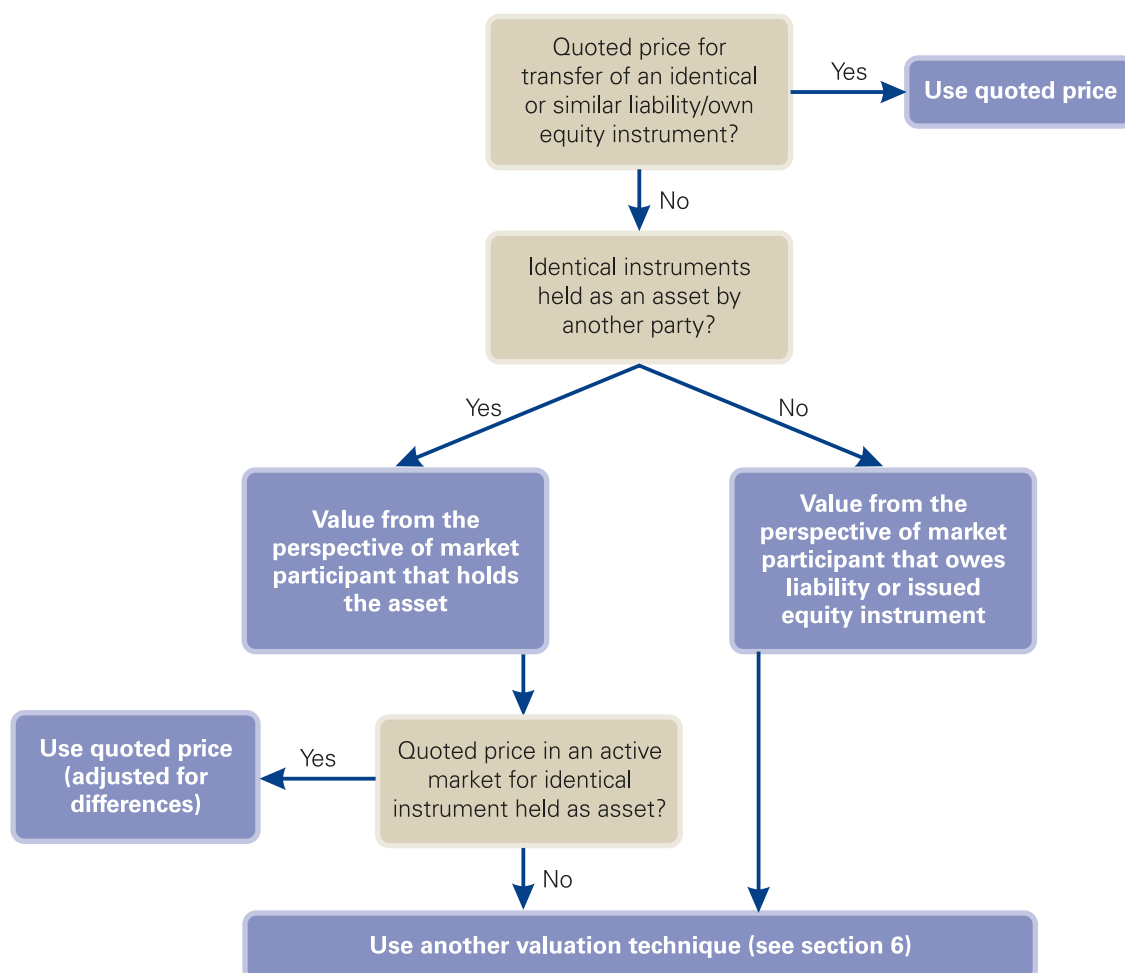 Quoted price for
transfer of an identical
or similar liability/own
equity instrument?
Yes
Use quoted price
No
Identical instruments
held as an asset by
another party?
Yes
No
Value from the
perspective of market
participant that holds
the asset
Value from the
perspective of market
participant that owes
liability or issued
equity instrument
Use quoted price
(adjusted for
differences)
Yes
Quoted price in an active
market for identical
instrument held as asset?
No
Use another valuation technique (see section 6)